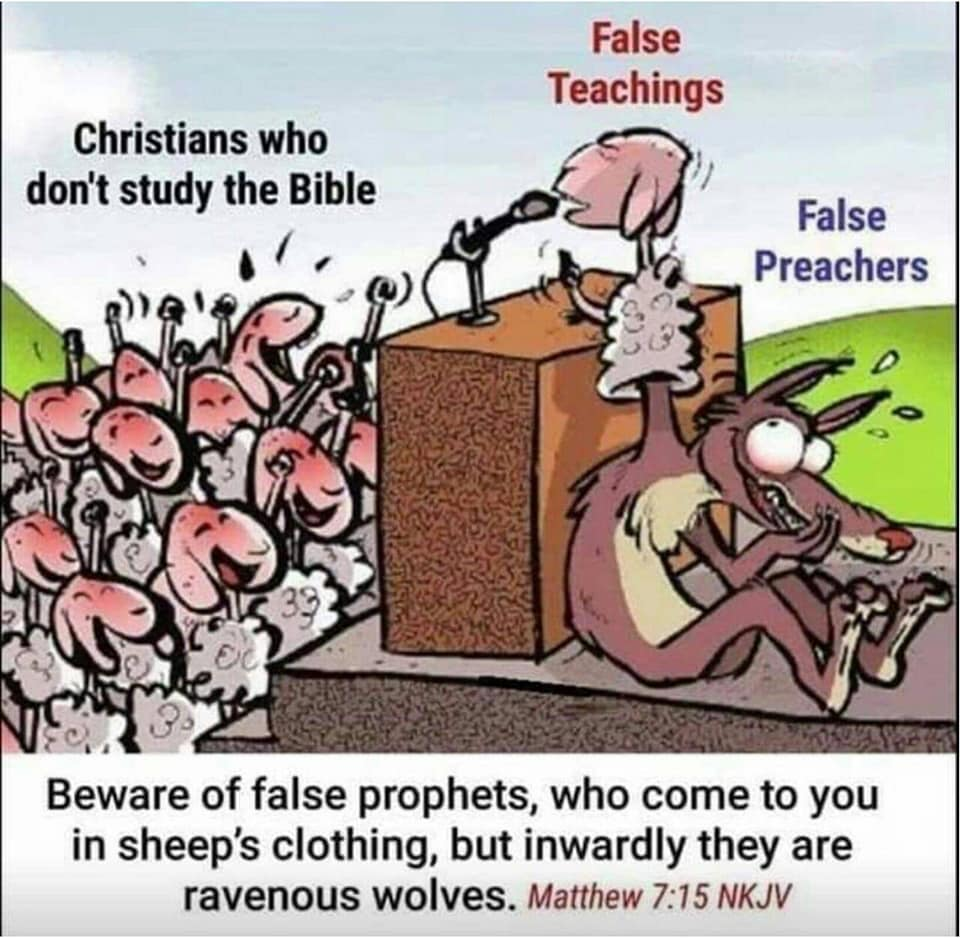 False
Teachings
Christians who
don't study the Bible
False
Preachers
Beware of false prophets, who come to you
in sheep's clothing, but inwardly they are
ravenous wolves. Matthew 7:15 NKJV